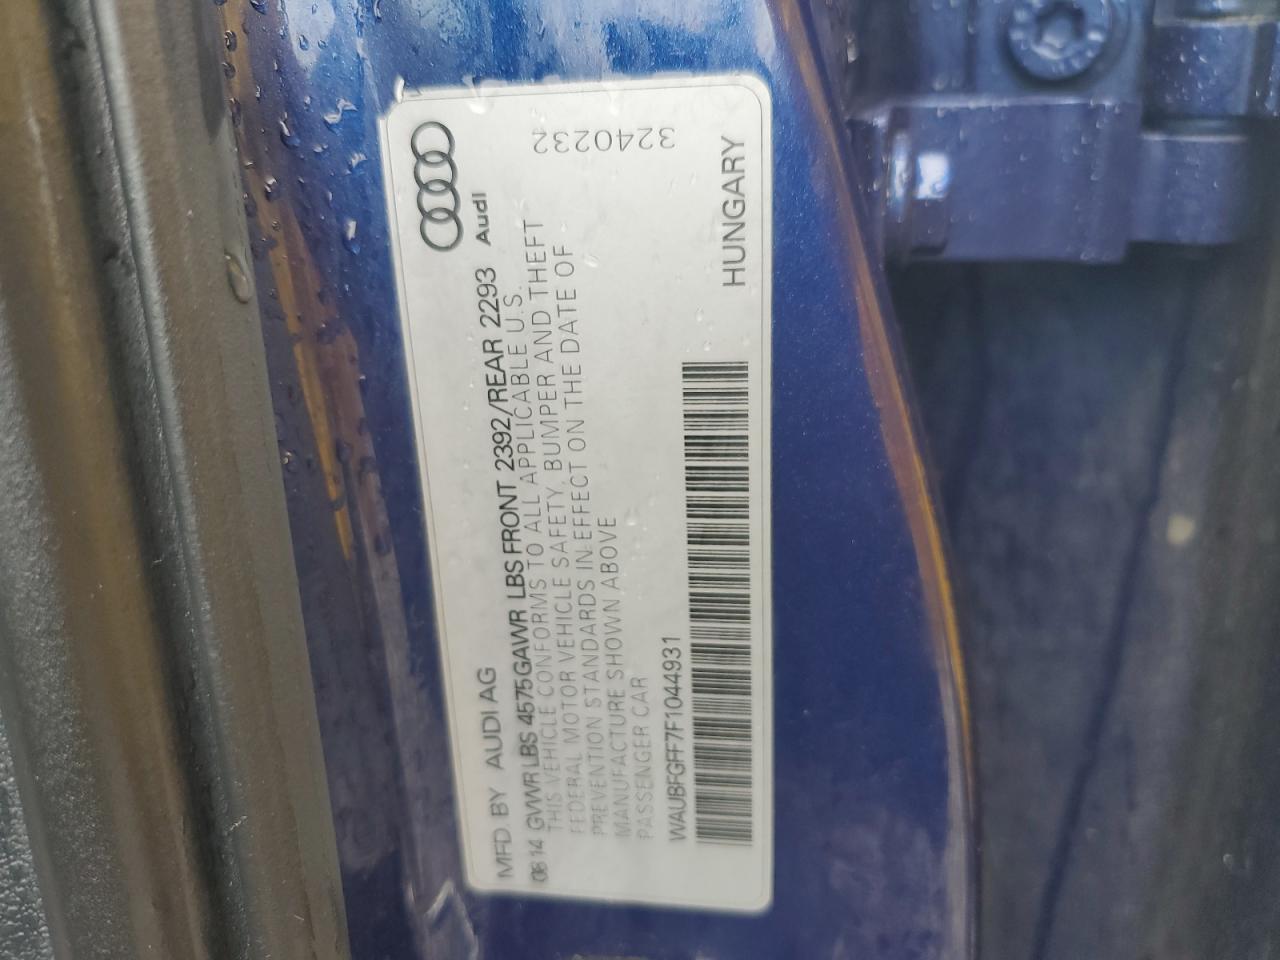 MFD BY AUDI AG
08 14 GVWR LBS 4575 GAWR LBS FRONT 2392/REAR 2293
Audi
THIS VEHICLE CONFORMS TO ALL APPLICABLE U.S.
FEDERAL MOTOR VEHICLE SAFETY, BUMPER AND THEFT
PREVENTION STANDARDS IN EFFECT ON THE DATE OF
MANUFACTURE SHOWN ABOVE
PASSENGER CAR
WAUBFGFF7F1044931
3240232
HUNGARY